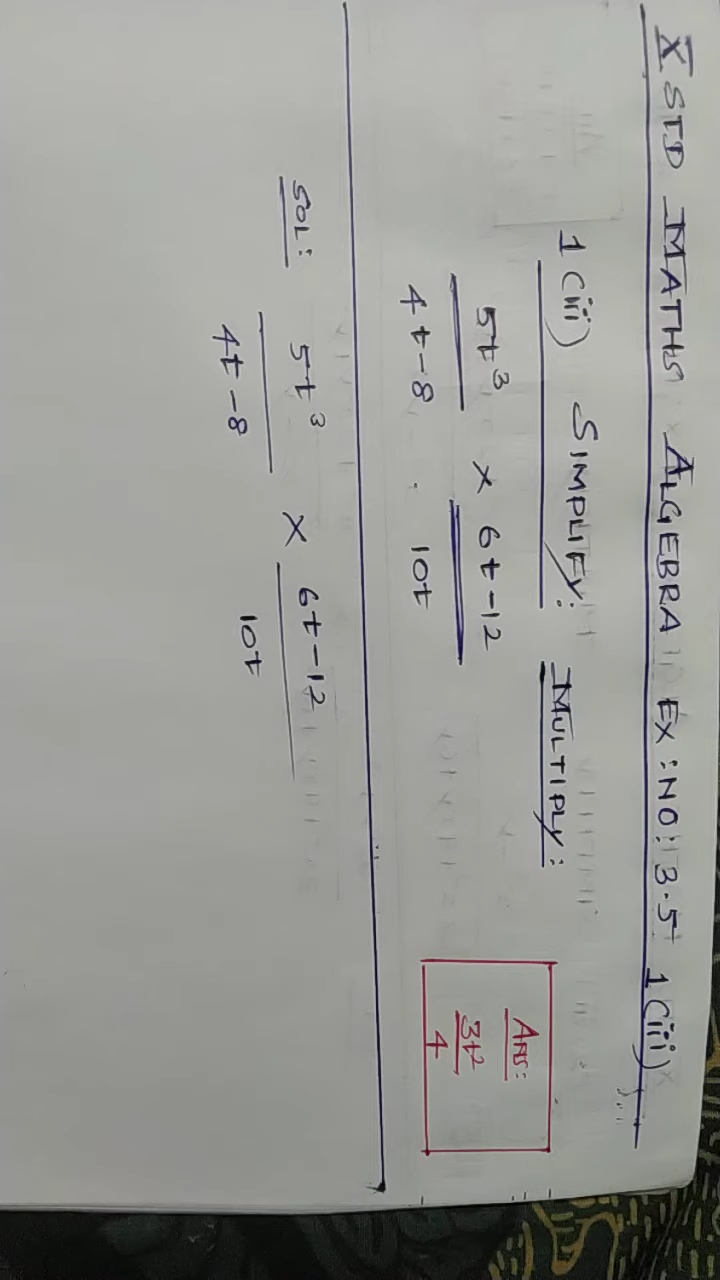 X STD MATHS ALGEBRA EX:NO: 3.5 1(iii)
1 (iii) SIMPLIFY: MULTIPLY:
5t³/4t-8 × 6t-12/10t
ANS:
3t²/4
SOL: 5t³/4t-8 × 6t-12/10t